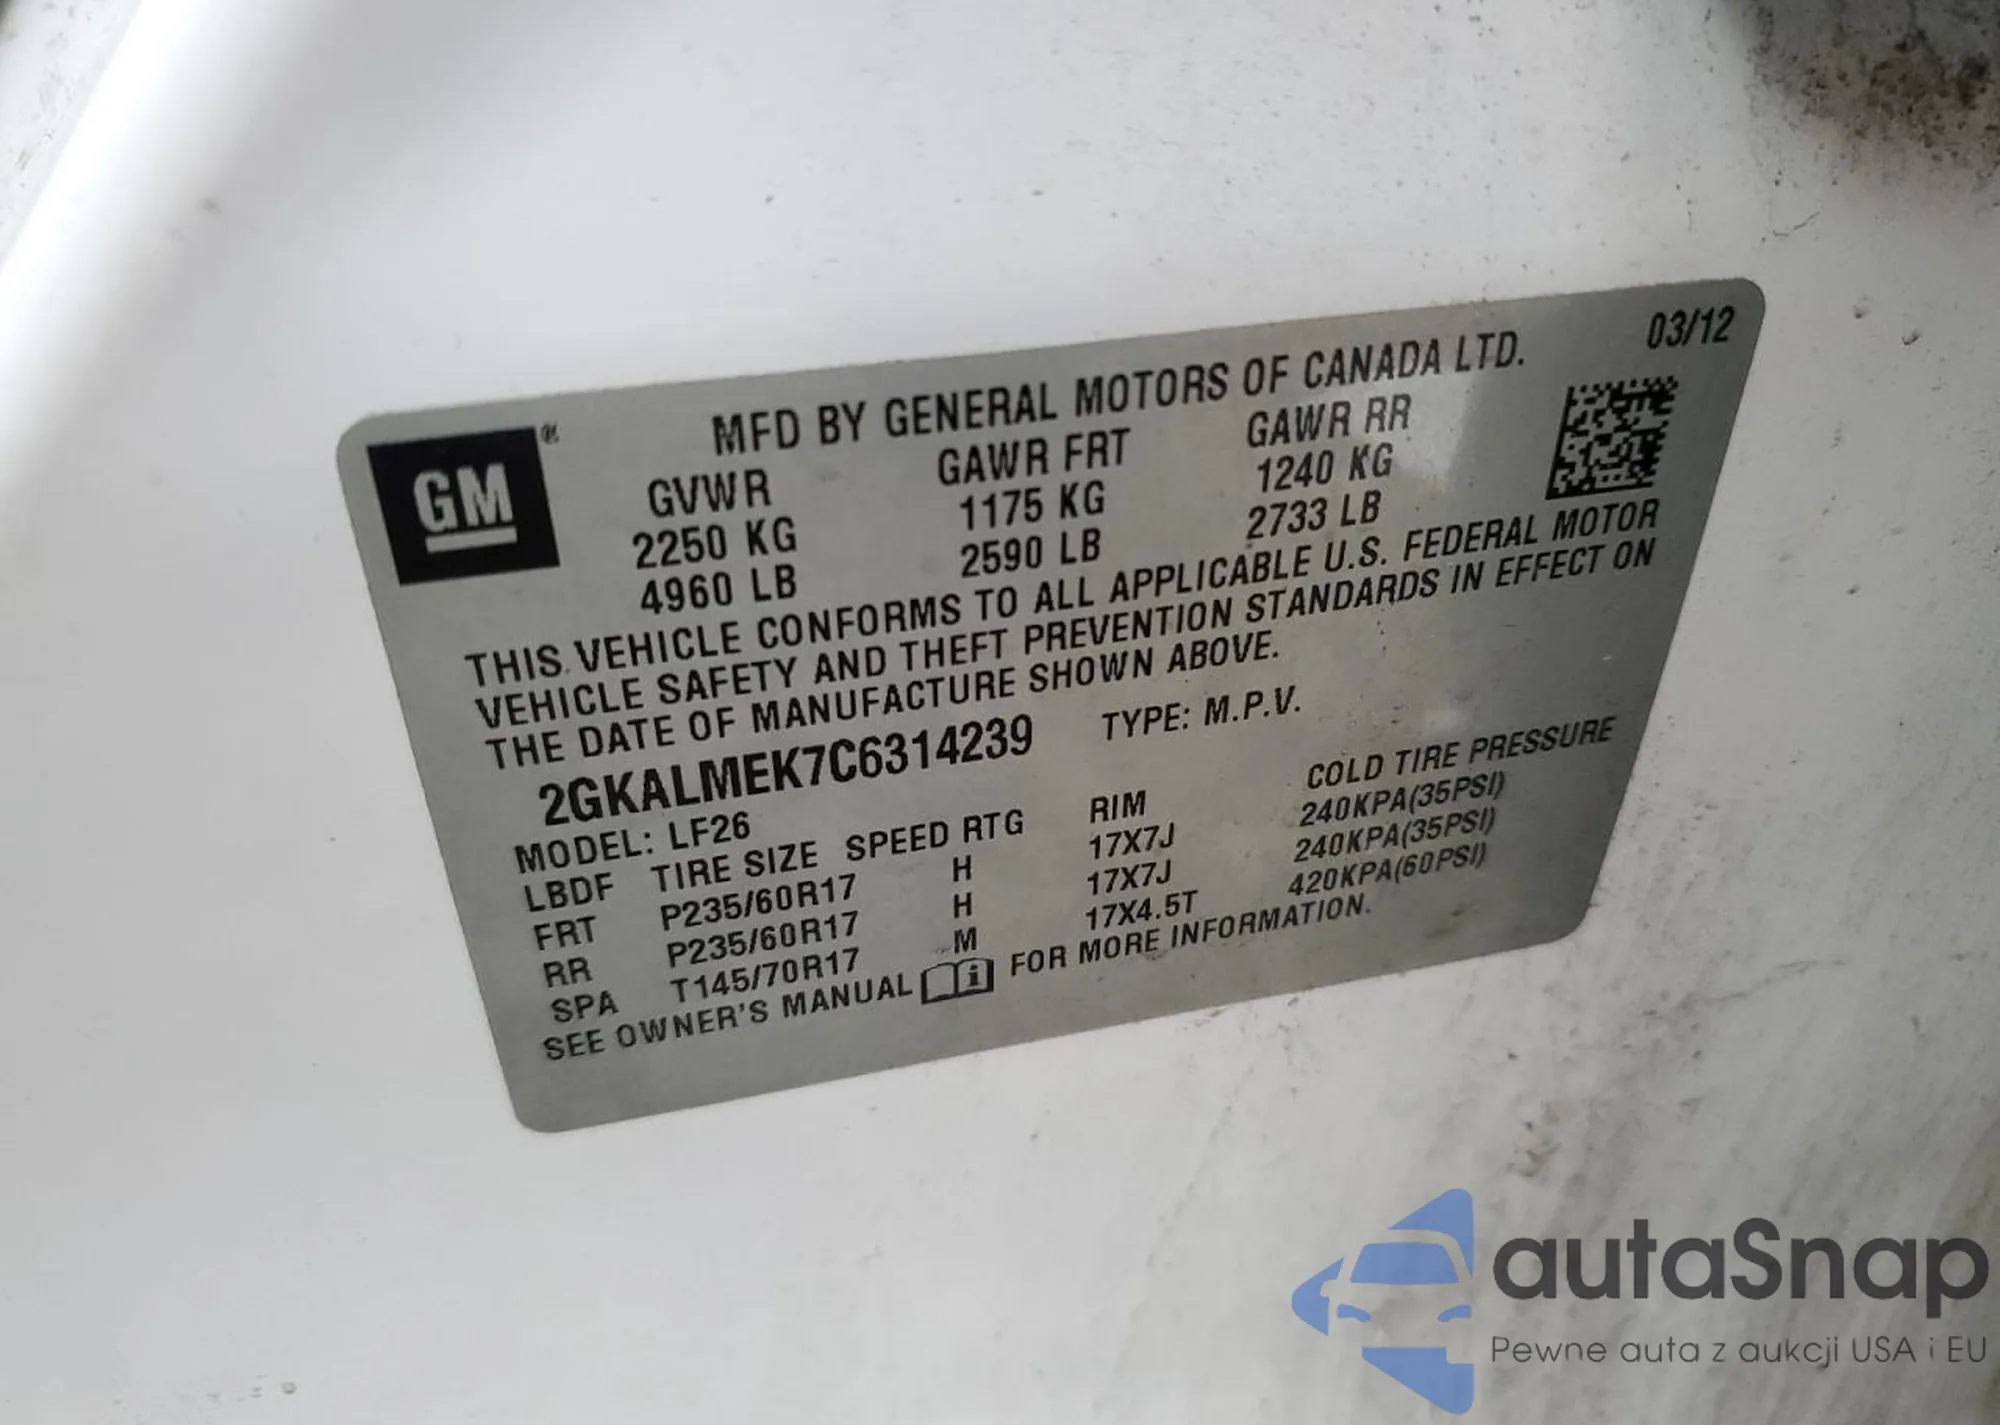 03/12
MFD BY GENERAL MOTORS OF CANADA LTD.
GM®
GVWR GAWR FRT GAWR RR
2250 KG 1175 KG 1240 KG
4960 LB 2590 LB 2733 LB
THIS VEHICLE CONFORMS TO ALL APPLICABLE U.S. FEDERAL MOTOR
VEHICLE SAFETY AND THEFT PREVENTION STANDARDS IN EFFECT ON
THE DATE OF MANUFACTURE SHOWN ABOVE.
2GKALMEK7C6314239 TYPE: M.P.V.
MODEL: LF26
LBDF TIRE SIZE SPEED RTG RIM COLD TIRE PRESSURE
FRT P235/60R17 H 17X7J 240KPA(35PSI)
RR P235/60R17 H 17X7J 240KPA(35PSI)
SPA T145/70R17 M 17X4.5T 420KPA(60PSI)
SEE OWNER'S MANUAL i FOR MORE INFORMATION.
autaSnap
Pewne auta z aukcji USA i EU